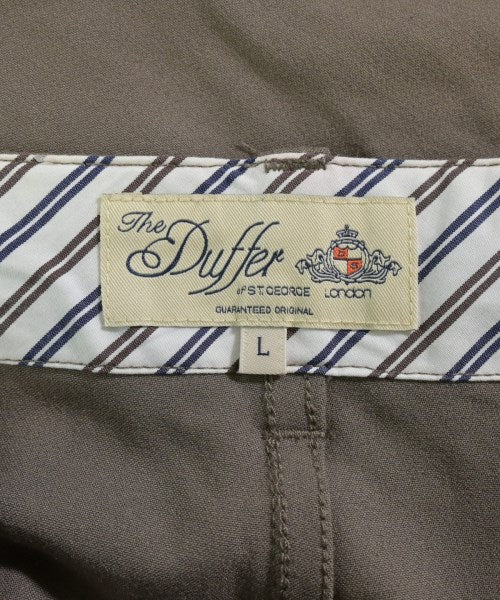 The Duffer
of ST. GEORGE London
GUARANTEED ORIGINAL
L